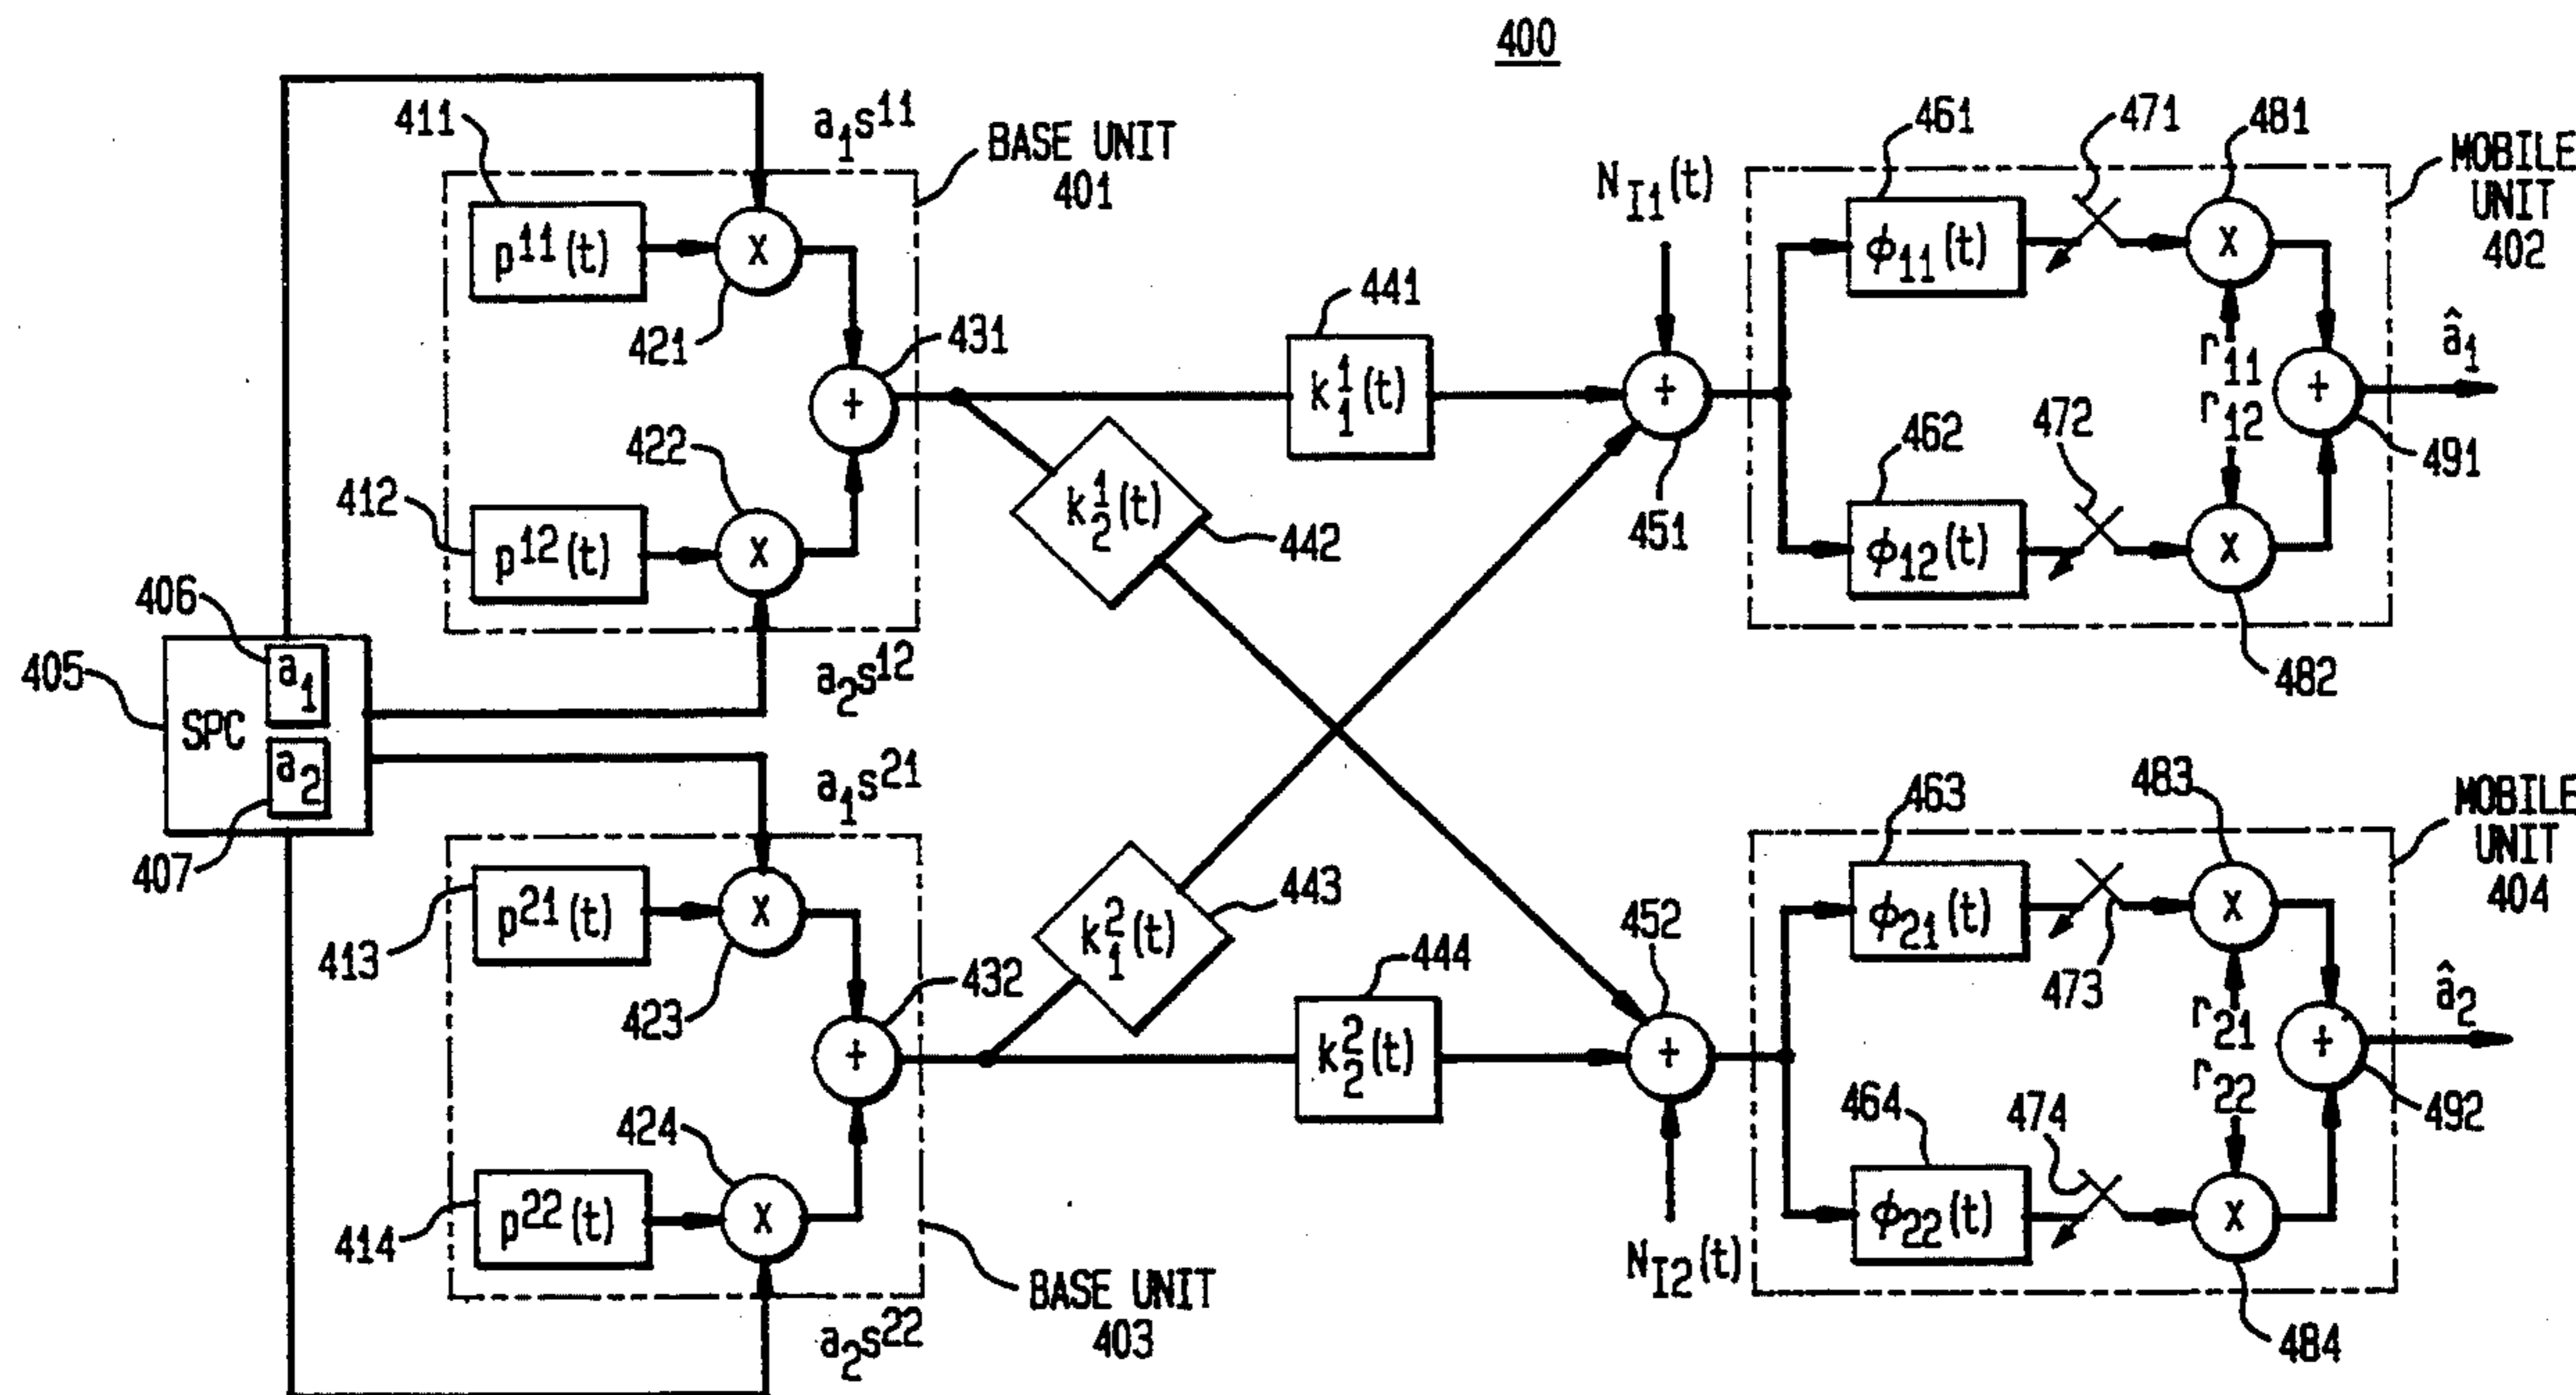 400
411
a₁s¹¹
BASE UNIT
401
p¹¹(t)
X
421
431
+
422
412
p¹²(t)
X
a₂s¹²
406
405
SPC
a₁
a₂
407
a₁s²¹
413
p²¹(t)
X
423
432
+
424
414
p²²(t)
X
a₂s²²
BASE UNIT
403
441
k₁¹(t)
k₂¹(t)
442
k₁²(t)
443
444
k₂²(t)
N_I1(t)
+
451
452
+
N_I2(t)
461
471
481
MOBILE
UNIT
402
ϕ₁₁(t)
X
r₁₁
r₁₂
â₁
+
491
462
472
ϕ₁₂(t)
X
482
463
483
MOBILE
UNIT
404
ϕ₂₁(t)
X
473
r₂₁
r₂₂
â₂
+
492
464
474
ϕ₂₂(t)
X
484